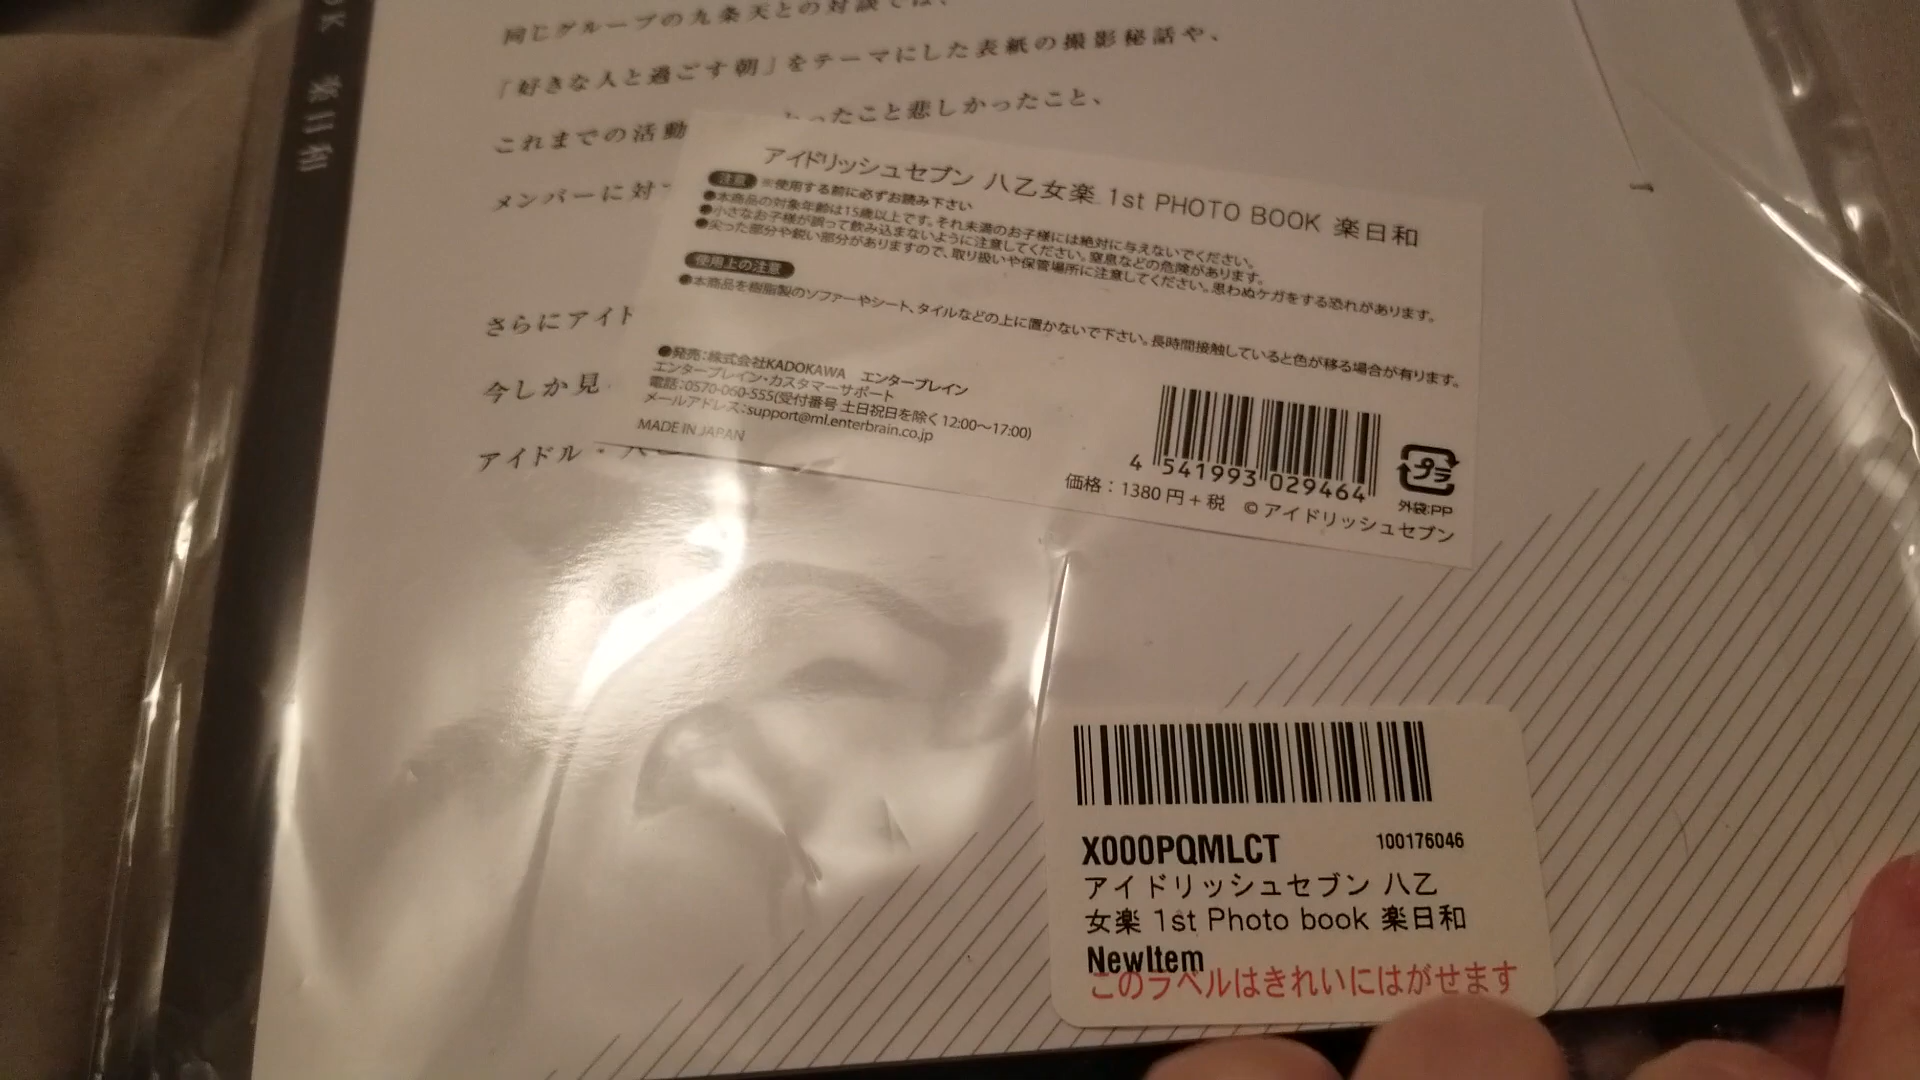 OK 楽日和
同じグループの九条天との対談では、
「好きな人と過ごす朝」をテーマにした表紙の撮影秘話や、
これまでの活動 ったこと悲しかったこと、
メンバーに対
さらにアイド
今しか見
アイドル・八
アイドリッシュセブン 八乙女楽 1st PHOTO BOOK 楽日和
注意 ※使用する前に必ずお読み下さい
●本商品の対象年齢は15歳以上です。それ未満のお子様には絶対に与えないでください。
●小さなお子様が誤って飲み込まないように注意してください。窒息などの危険があります。
●尖った部分や鋭い部分がありますので、取り扱いや保管場所に注意してください。思わぬケガをする恐れがあります。
使用上の注意
●本商品を樹脂製のソファーやシート、タイルなどの上に置かないで下さい。長時間接触していると色が移る場合が有ります。
●発売:株式会社KADOKAWA エンターブレイン
エンターブレイン・カスタマーサポート
電話:0570-060-555(受付番号 土日祝日を除く12:00～17:00)
メールアドレス:support@ml.enterbrain.co.jp
MADE IN JAPAN
4 541993 029464
プラ
外袋:PP
価格:1380円+税 ©アイドリッシュセブン
X000PQMLCT 100176046
アイドリッシュセブン 八乙
女楽 1st Photo book 楽日和
NewItem
このラベルはきれいにはがせます